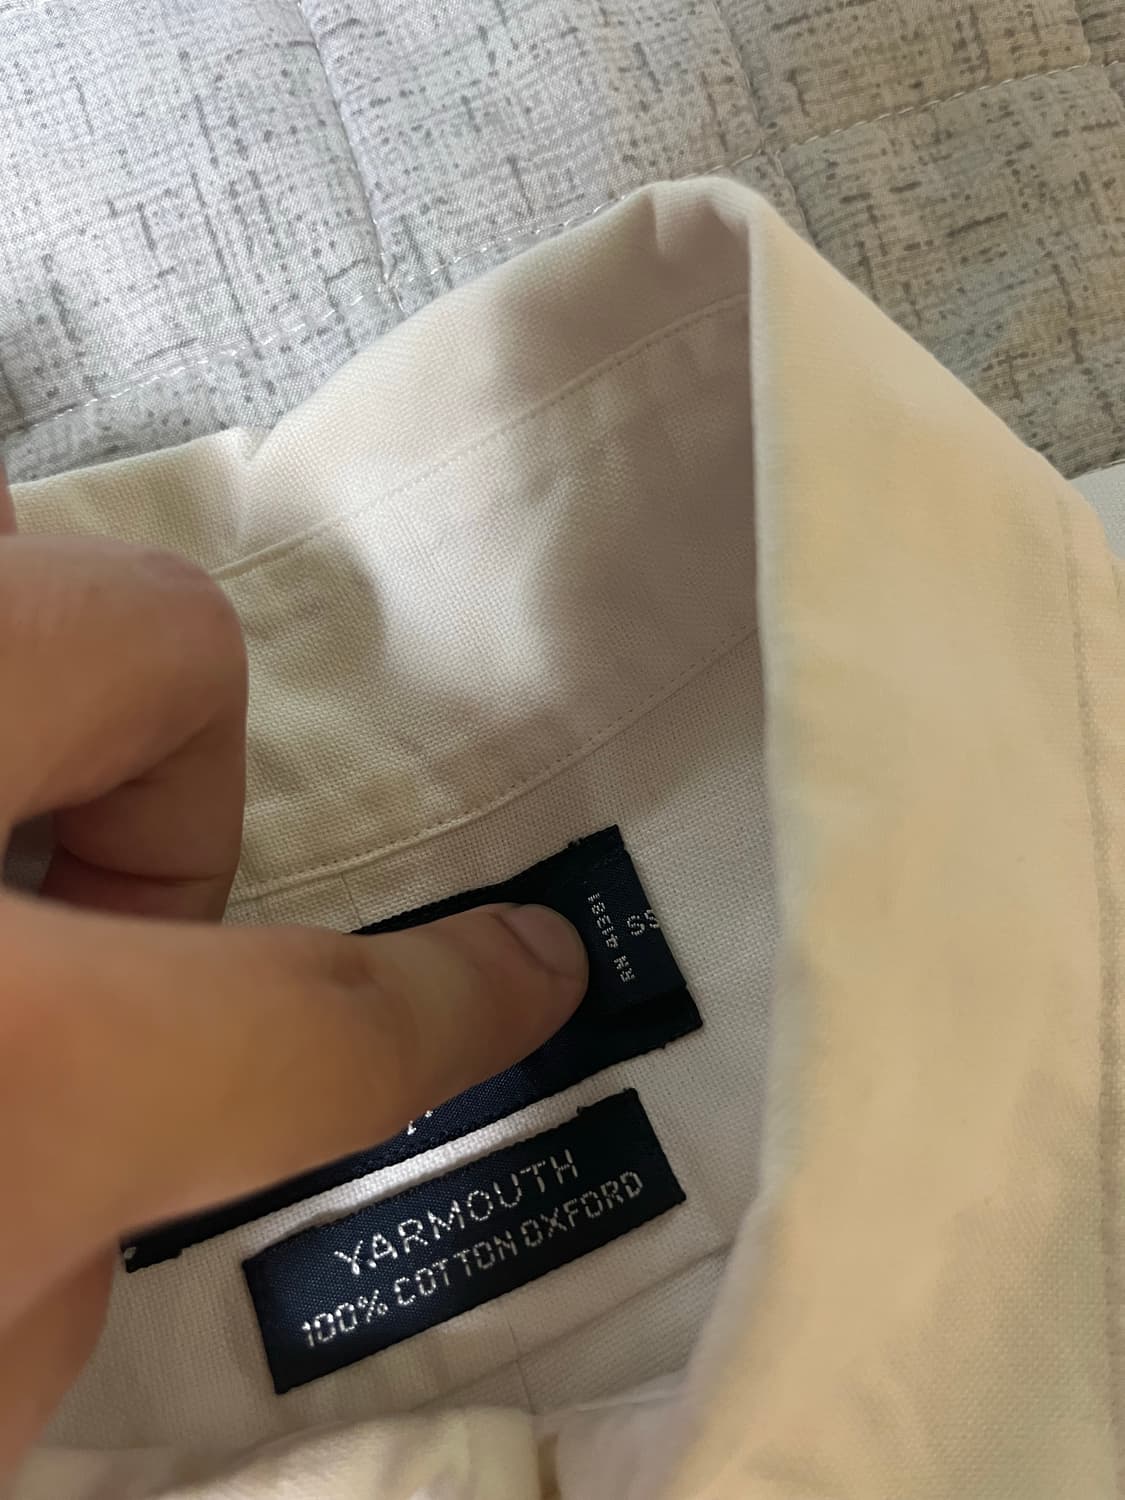 RN 41381
YARMOUTH
100% COTTON OXFORD